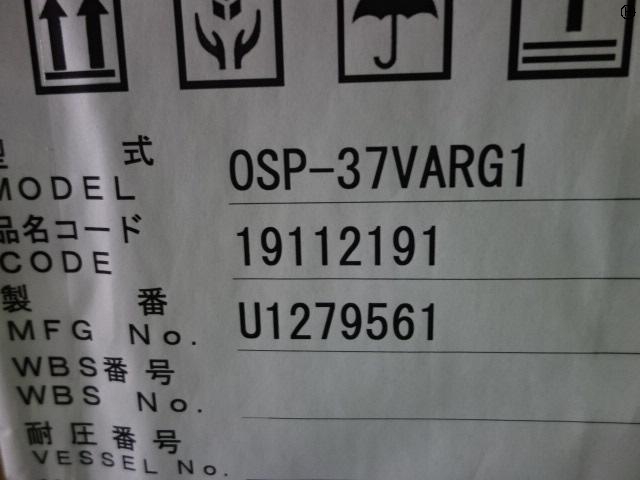 型 式 OSP-37VARG1
MODEL
品名コード 19112191
CODE
製 番 U1279561
MFG No.
WBS番号
WBS No.
耐圧番号
VESSEL No.